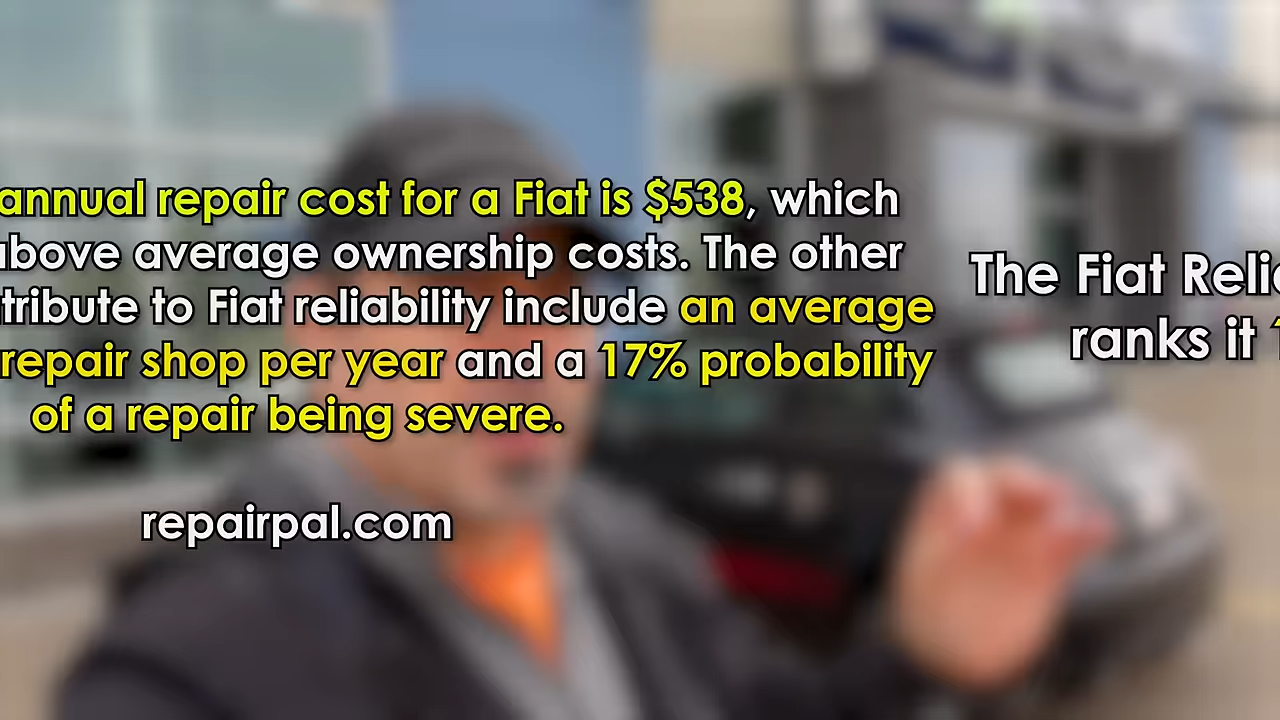 annual repair cost for a Fiat is $538, which
above average ownership costs. The other
tribute to Fiat reliability include an average
repair shop per year and a 17% probability
of a repair being severe.
repairpal.com
The Fiat
ranks it